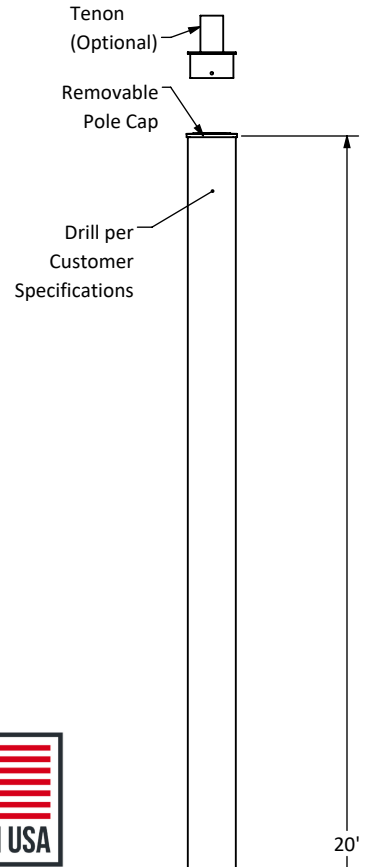 Tenon
(Optional)
Removable
Pole Cap
Drill per
Customer
Specifications
USA
20'